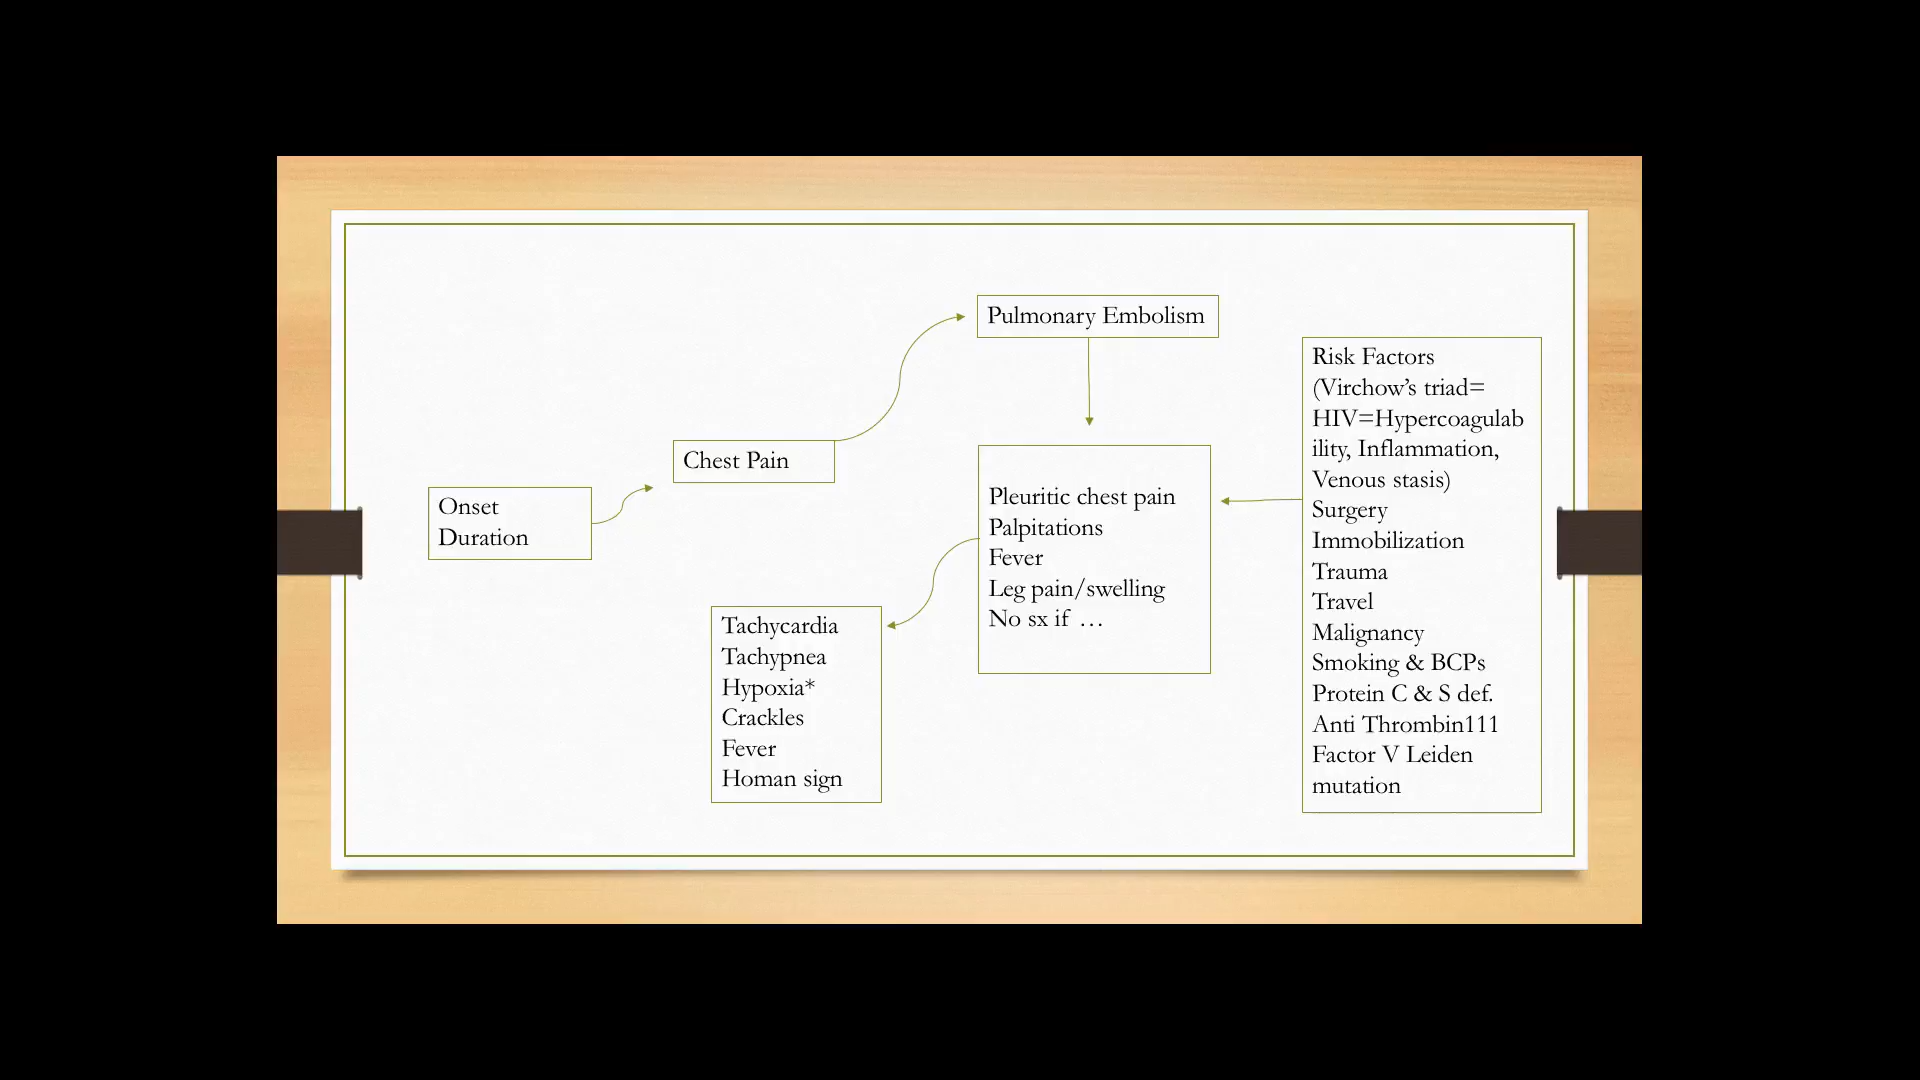 Pulmonary Embolism
Chest Pain
Onset
Duration
Pleuritic chest pain
Palpitations
Fever
Leg pain/swelling
No sx if …
Tachycardia
Tachypnea
Hypoxia*
Crackles
Fever
Homan sign
Risk Factors
(Virchow’s triad=
HIV=Hypercoagulab
ility, Inflammation,
Venous stasis)
Surgery
Immobilization
Trauma
Travel
Malignancy
Smoking & BCPs
Protein C & S def.
Anti Thrombin111
Factor V Leiden
mutation